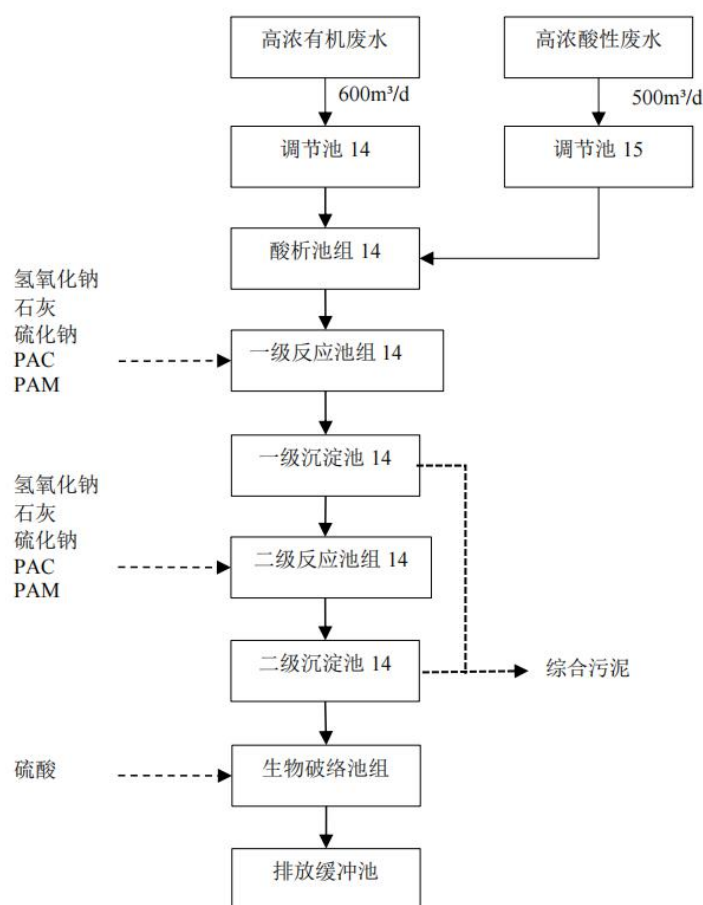 高浓有机废水
高浓酸性废水
600m³/d
500m³/d
调节池 14
调节池 15
酸析池组 14
氢氧化钠
石灰
硫化钠
PAC
PAM
一级反应池组 14
一级沉淀池 14
氢氧化钠
石灰
硫化钠
PAC
PAM
二级反应池组 14
二级沉淀池 14
综合污泥
硫酸
生物破络池组
排放缓冲池